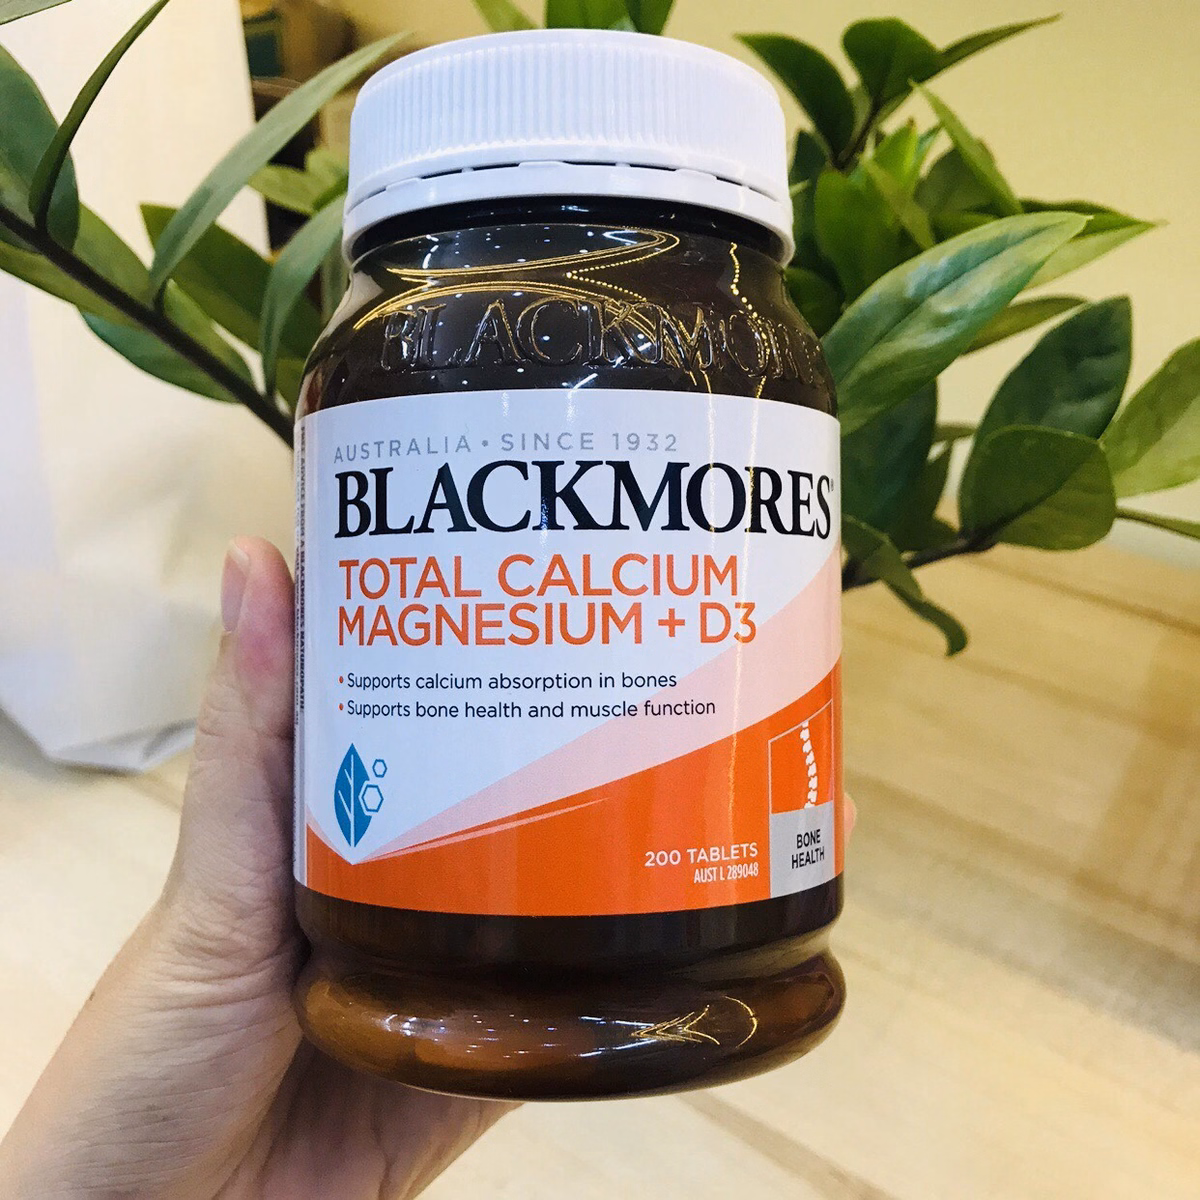 BLACKMORES
AUSTRALIA • SINCE 1932
BLACKMORES®
TOTAL CALCIUM
MAGNESIUM + D3
• Supports calcium absorption in bones
• Supports bone health and muscle function
200 TABLETS
AUST L 289048
BONE
HEALTH